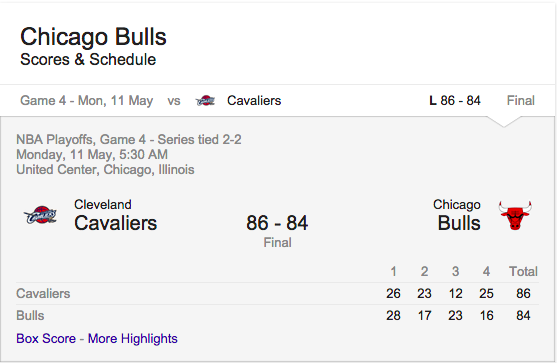 Chicago Bulls
Scores & Schedule
Game 4 - Mon, 11 May vs Cavaliers L 86 - 84 Final
NBA Playoffs, Game 4 - Series tied 2-2
Monday, 11 May, 5:30 AM
United Center, Chicago, Illinois
Cleveland Chicago
Cavaliers 86 - 84 Bulls
Final
1 2 3 4 Total
Cavaliers 26 23 12 25 86
Bulls 28 17 23 16 84
Box Score - More Highlights